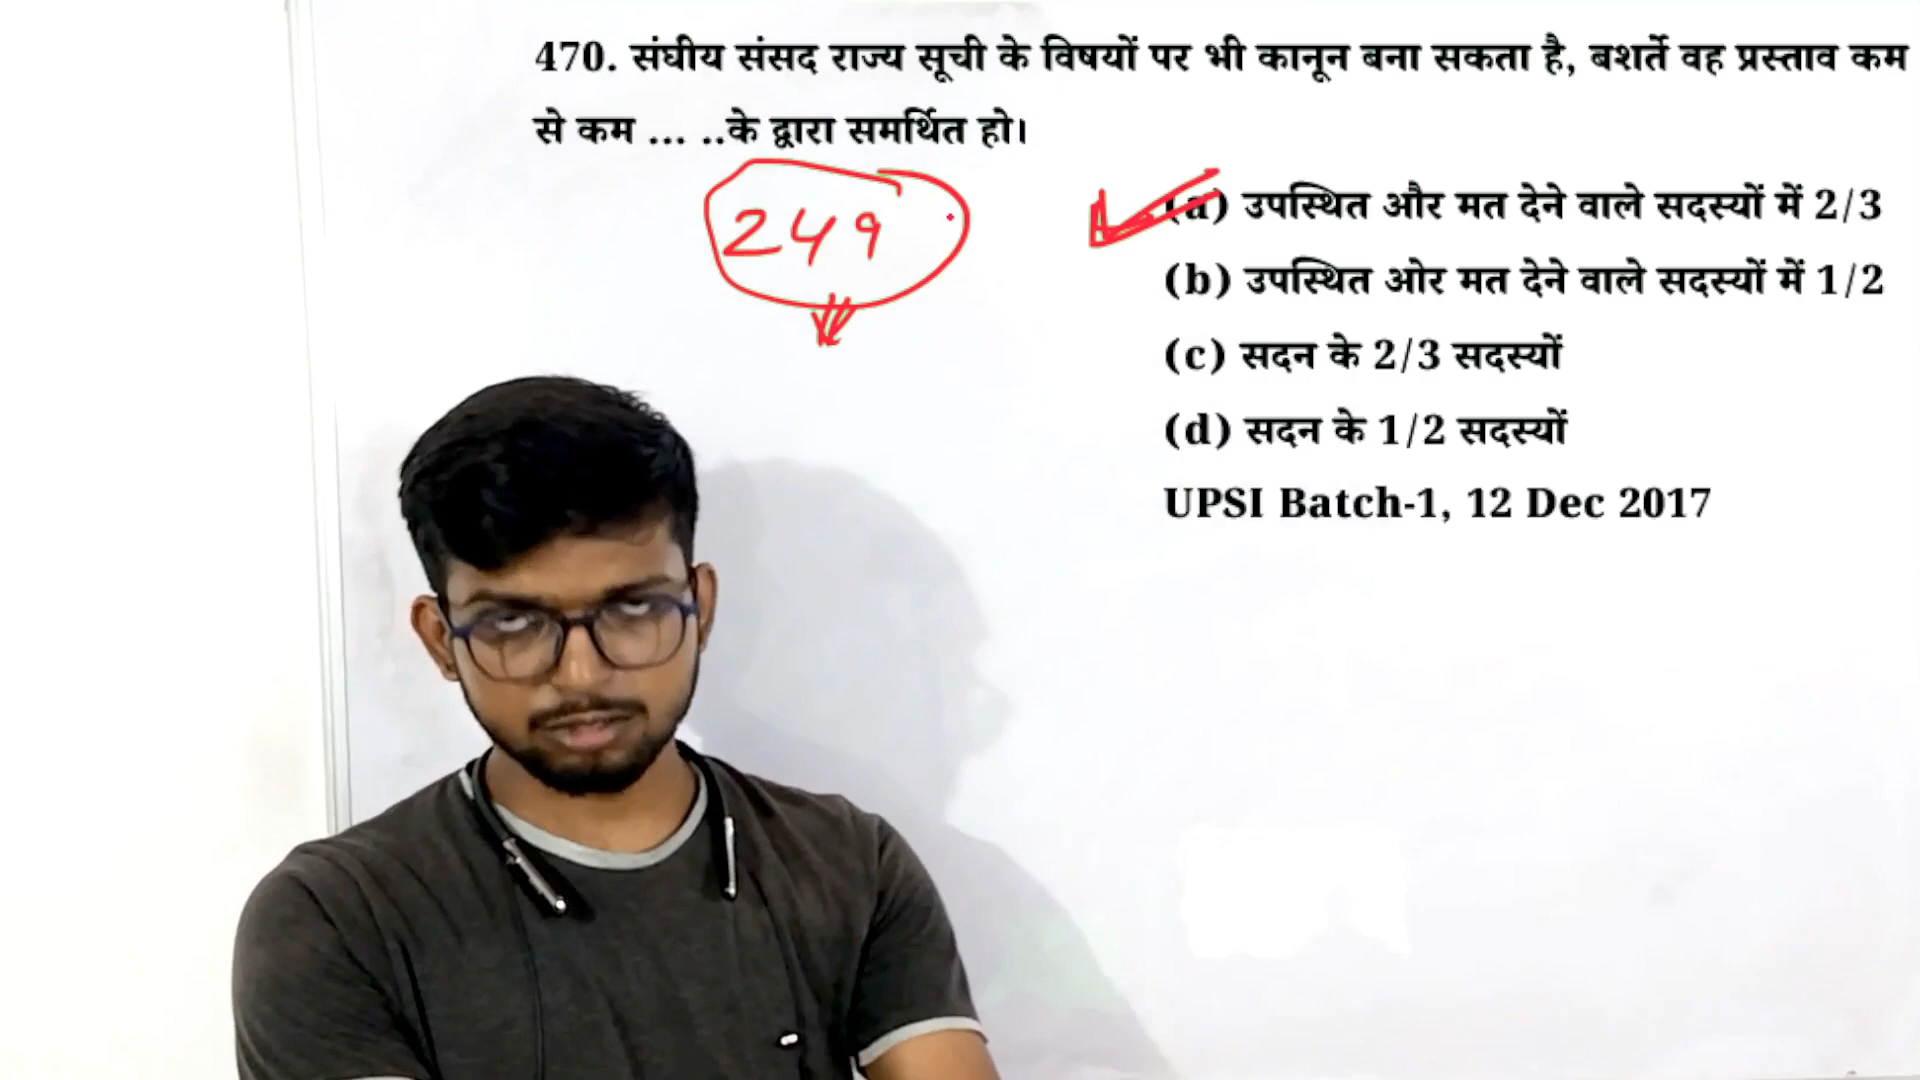 470. संघीय संसद राज्य सूची के विषयों पर भी कानून बना सकता है, बशर्ते वह प्रस्ताव कम
से कम ... ..के द्वारा समर्थित हो।
249
(a) उपस्थित और मत देने वाले सदस्यों में 2/3
(b) उपस्थित ओर मत देने वाले सदस्यों में 1/2
(c) सदन के 2/3 सदस्यों
(d) सदन के 1/2 सदस्यों
UPSI Batch-1, 12 Dec 2017